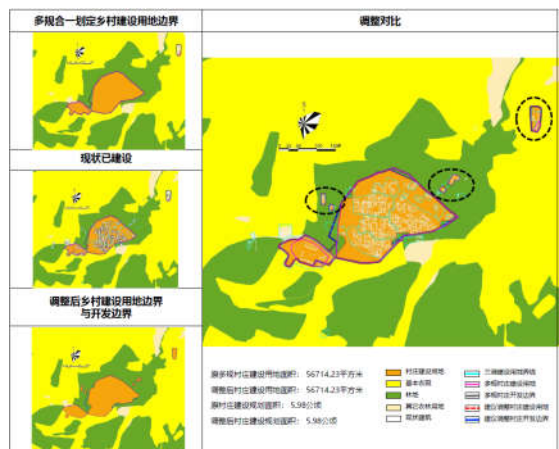 多规合一划定乡村建设用地边界
调整对比
现状已建设
调整后乡村建设用地边界
与开发边界
原多规村庄建设用地面积： 56714.23平方米
调整后村庄建设用地面积： 56714.23平方米
原村庄建设规划面积： 5.98公顷
调整后村庄建设规划面积： 5.98公顷
村庄建设用地
基本农田
林地
其它农林用地
现状建筑
三调建设用地界线
多规村庄建设用地
多规村庄开发边界
建议调整村庄建设用地
建议调整村庄开发边界